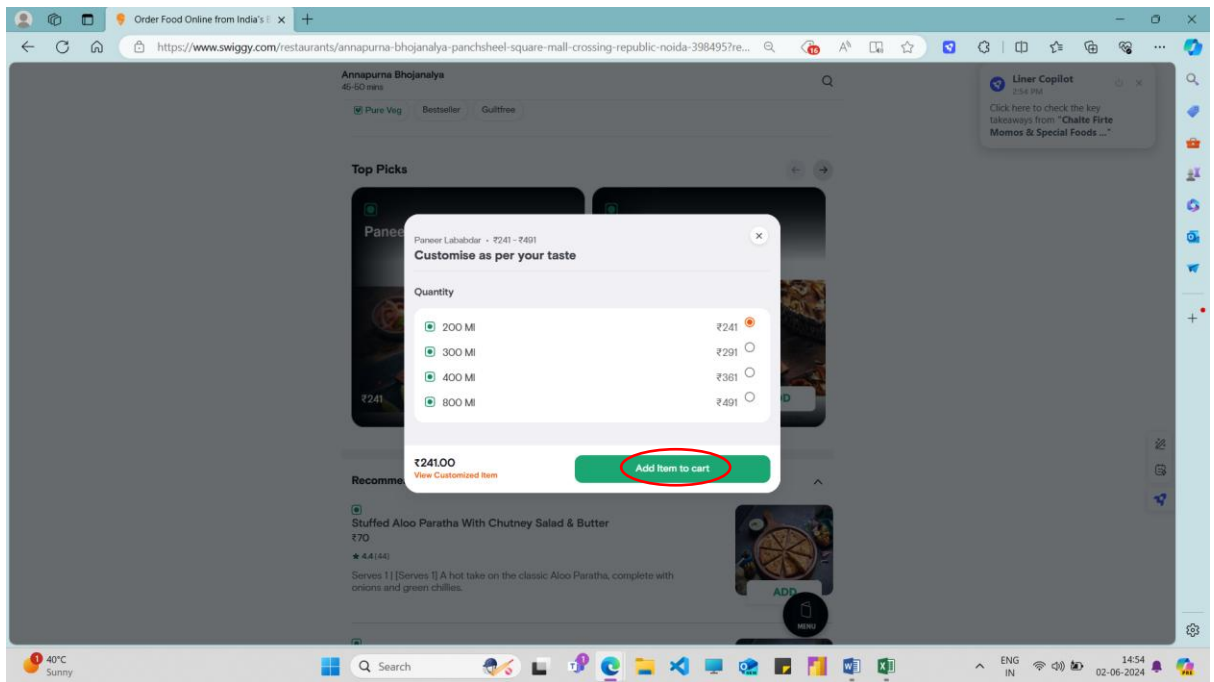 Order Food Online from India's B
https://www.swiggy.com/restaurants/annapurna-bhojanalya-panchsheel-square-mall-crossing-republic-noida-398495?re...
16
Annapurna Bhojanalya
45-50 mins
Pure Veg Bestseller Guiltfree
Liner Copilot
2:54 PM
Click here to check the key
takeaways from "Chalte Firte
Momos & Special Foods ..."
Top Picks
Panee
₹241
D
Paneer Lababdar • ₹241 - ₹491
Customise as per your taste
Quantity
200 Ml ₹241
300 Ml ₹291
400 Ml ₹361
800 Ml ₹491
₹241.00
View Customized Item
Add Item to cart
Recomme
Stuffed Aloo Paratha With Chutney Salad & Butter
₹70
★ 4.4 (44)
Serves 1 | [Serves 1] A hot take on the classic Aloo Paratha, complete with
onions and green chillies.
ADD
MENU
1
40°C
Sunny
Search
ENG
IN
14:54
02-06-2024